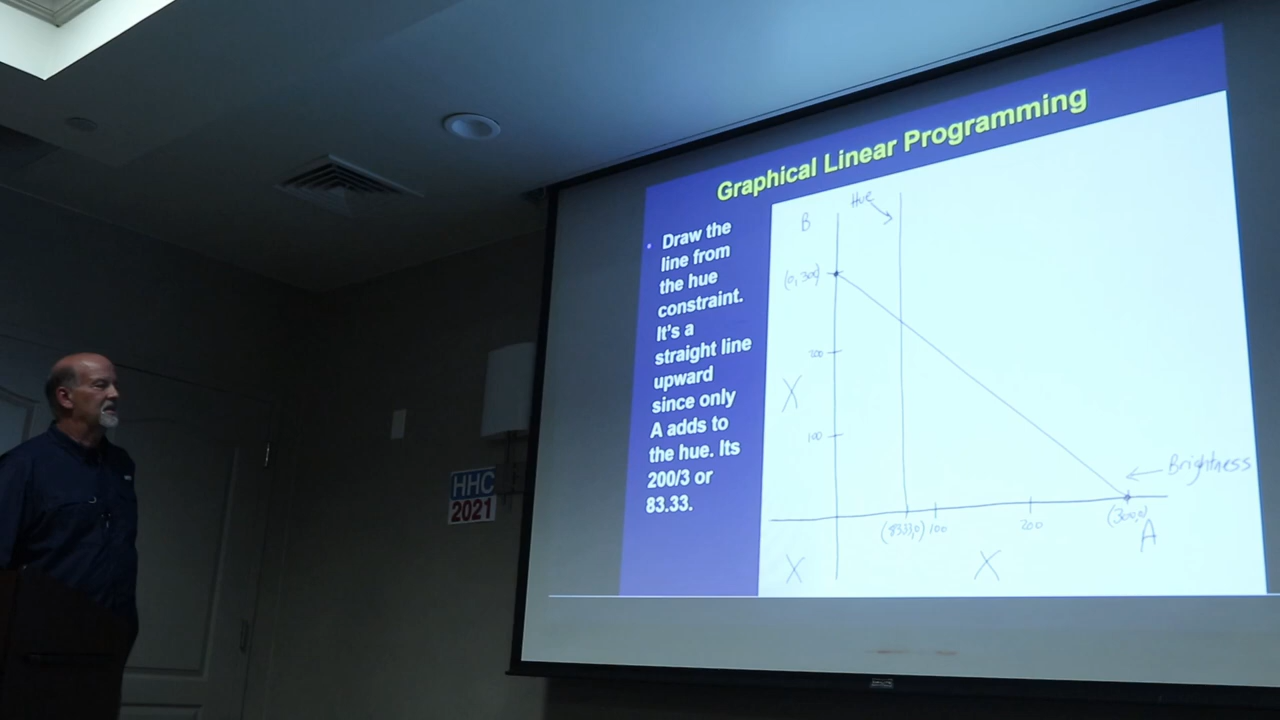 Graphical Linear Programming
• Draw the
line from
the hue
constraint.
It's a
straight line
upward
since only
A adds to
the hue. Its
200/3 or
83.33.
Hue
B
(0, 300)
200
X
100
Brightness
(83.33,0) 100
200
(300,0)
A
X
X
HHC
2021